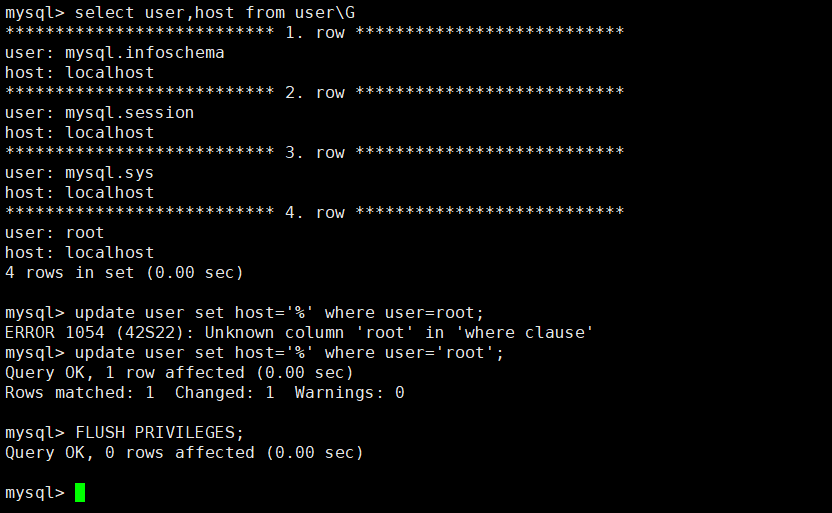 mysql> select user,host from user\G
*************************** 1. row ***************************
user: mysql.infoschema
host: localhost
*************************** 2. row ***************************
user: mysql.session
host: localhost
*************************** 3. row ***************************
user: mysql.sys
host: localhost
*************************** 4. row ***************************
user: root
host: localhost
4 rows in set (0.00 sec)
mysql> update user set host='%' where user=root;
ERROR 1054 (42S22): Unknown column 'root' in 'where clause'
mysql> update user set host='%' where user='root';
Query OK, 1 row affected (0.00 sec)
Rows matched: 1  Changed: 1  Warnings: 0
mysql> FLUSH PRIVILEGES;
Query OK, 0 rows affected (0.00 sec)
mysql>